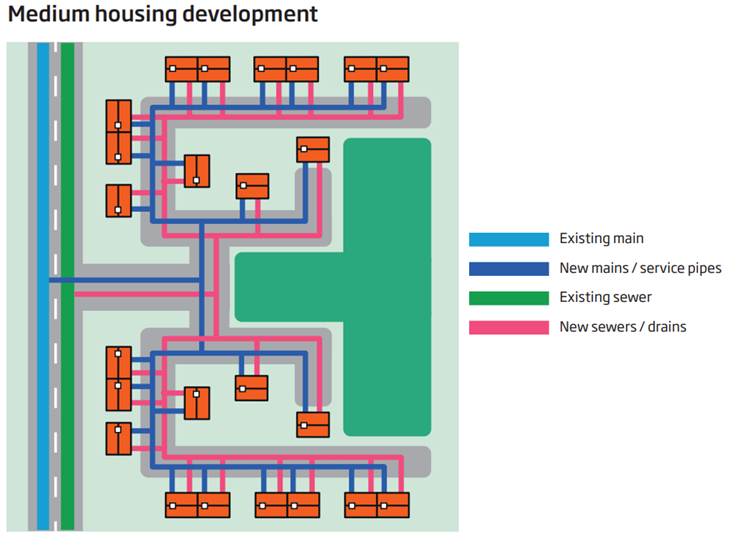 Medium housing development
Existing main
New mains / service pipes
Existing sewer
New sewers / drains